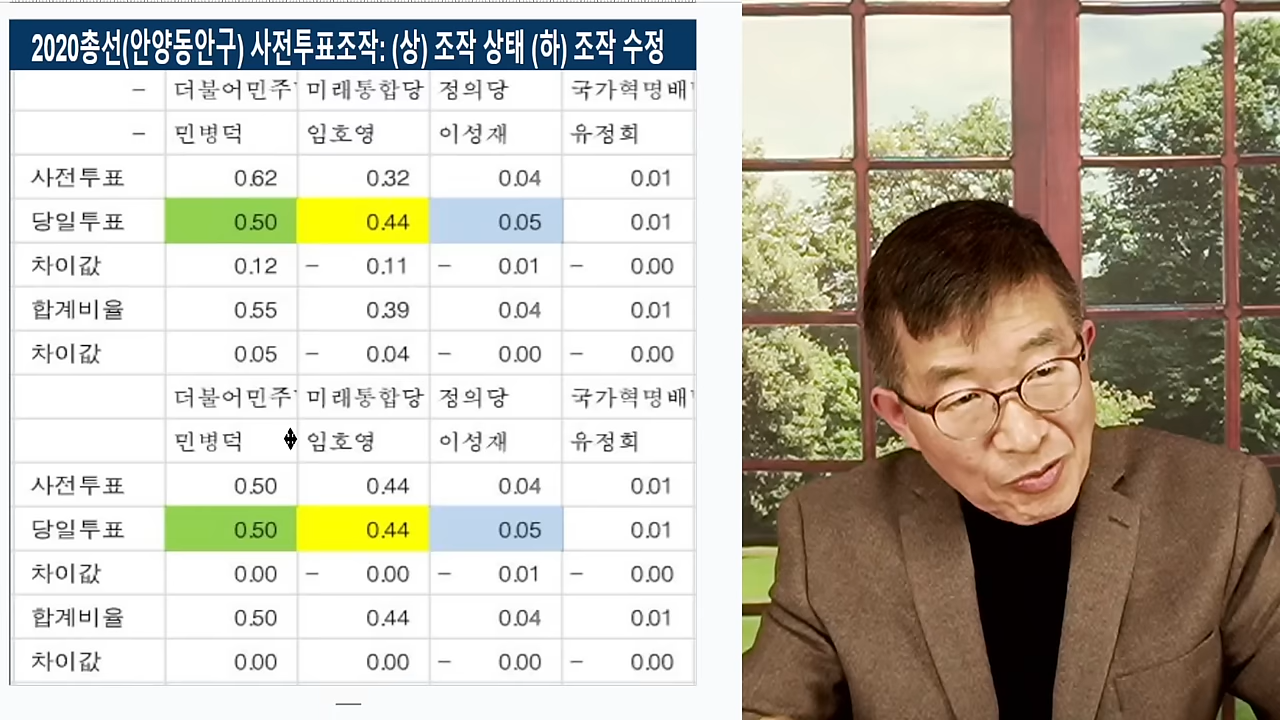 2020총선(안양동안구) 사전투표조작: (상) 조작 상태 (하) 조작 수정
– 더불어민주 미래통합당 정의당 국가혁명배
– 민병덕 임호영 이성재 유정희
사전투표 0.62 0.32 0.04 0.01
당일투표 0.50 0.44 0.05 0.01
차이값 0.12 – 0.11 – 0.01 – 0.00
합계비율 0.55 0.39 0.04 0.01
차이값 0.05 – 0.04 – 0.00 – 0.00
더불어민주 미래통합당 정의당 국가혁명배
민병덕 임호영 이성재 유정희
사전투표 0.50 0.44 0.04 0.01
당일투표 0.50 0.44 0.05 0.01
차이값 0.00 – 0.00 – 0.01 – 0.00
합계비율 0.50 0.44 0.04 0.01
차이값 0.00 0.00 – 0.00 – 0.00